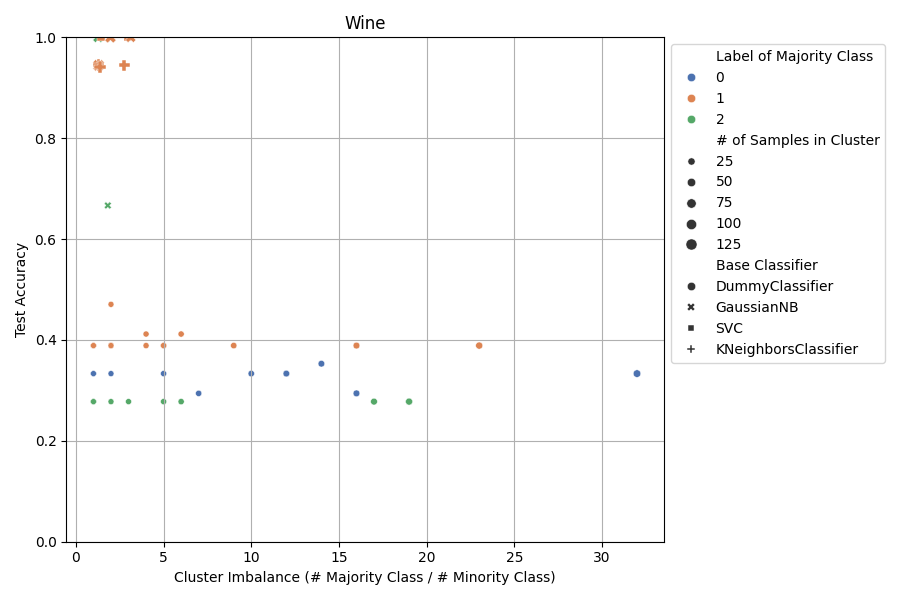 Wine
1.0
0.8
0.6
0.4
0.2
0.0
Test Accuracy
0
5
10
15
20
25
30
Cluster Imbalance (# Majority Class / # Minority Class)
Label of Majority Class
0
1
2
# of Samples in Cluster
25
50
75
100
125
Base Classifier
DummyClassifier
GaussianNB
SVC
KNeighborsClassifier